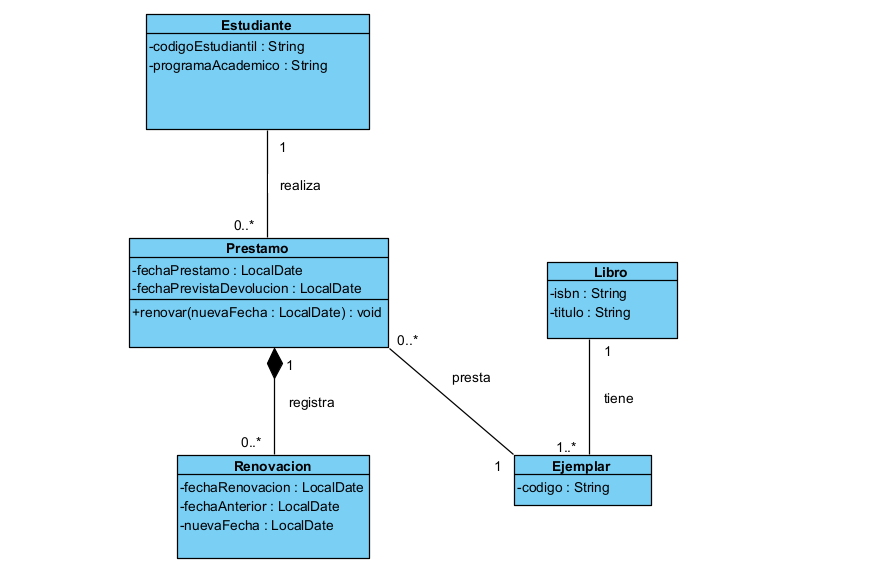 Estudiante
-codigoEstudiantil : String
-programaAcademico : String
1
realiza
0..*
Prestamo
-fechaPrestamo : LocalDate
-fechaPrevistaDevolucion : LocalDate
+renovar(nuevaFecha : LocalDate) : void
Libro
-isbn : String
-titulo : String
1
registra
0..*
0..*
presta
1
1
tiene
1..*
Renovacion
-fechaRenovacion : LocalDate
-fechaAnterior : LocalDate
-nuevaFecha : LocalDate
Ejemplar
-codigo : String